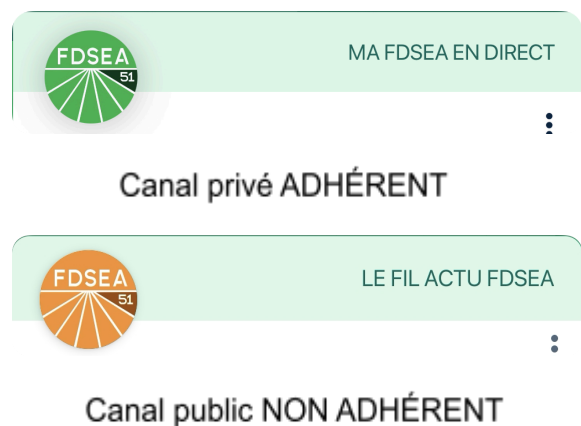 FDSEA
51
MA FDSEA EN DIRECT
Canal privé ADHÉRENT
FDSEA
51
LE FIL ACTU FDSEA
Canal public NON ADHÉRENT